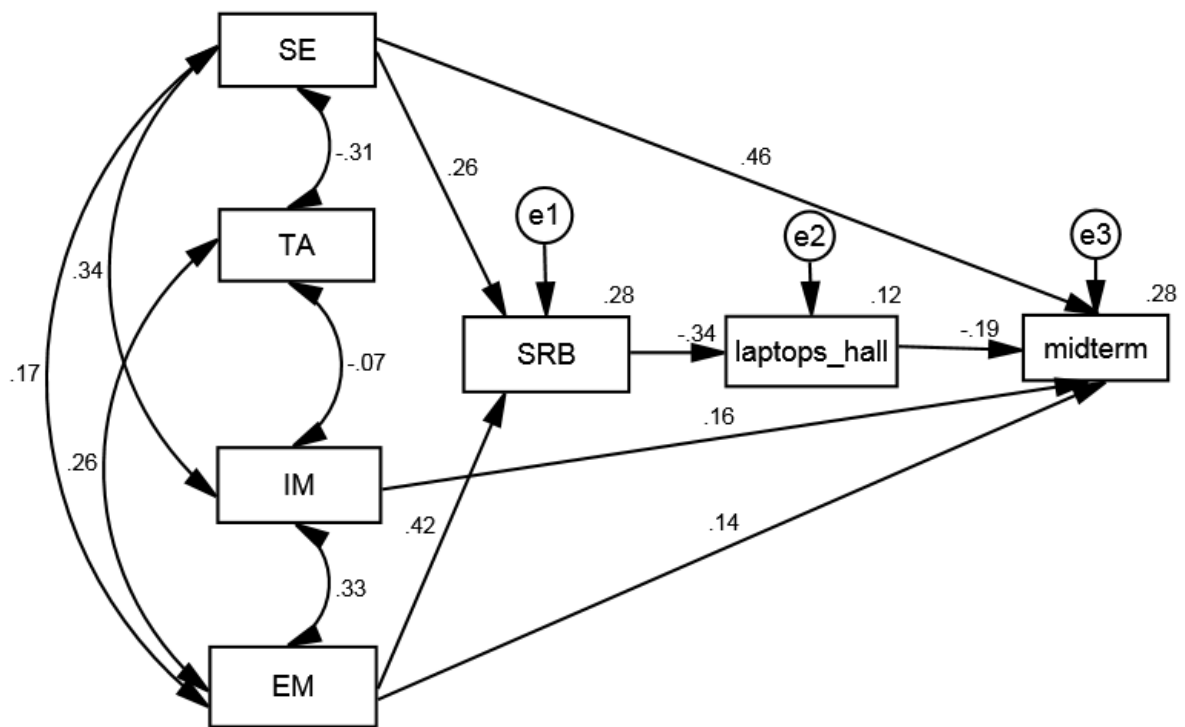 SE
-.31
.46
.26
e1
e2
e3
TA
.34
.28
.12
.28
SRB
-.34
laptops_hall
-.19
midterm
-.07
.17
.16
.26
IM
.42
.14
.33
EM